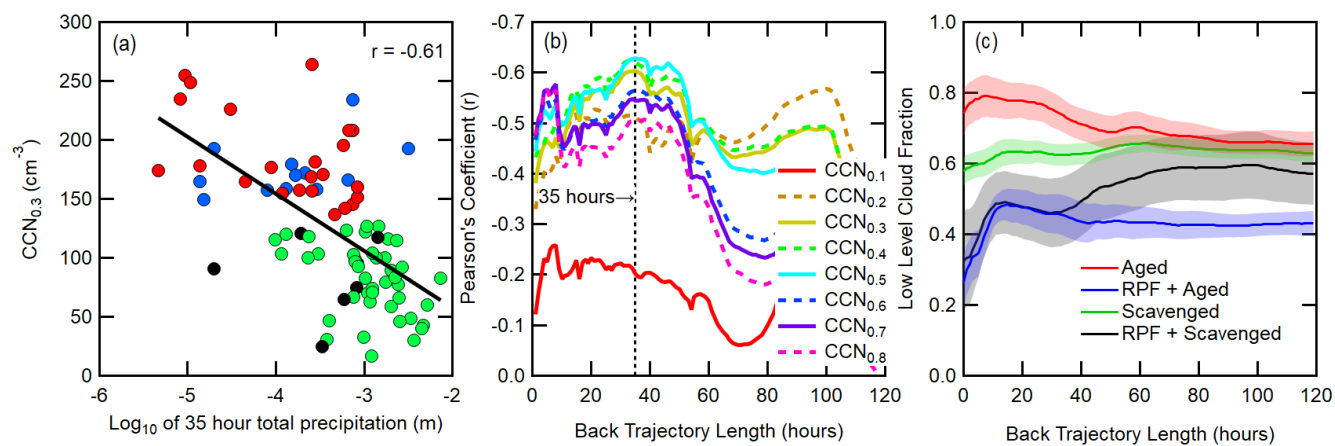 (a)
r = -0.61
300
250
200
150
100
50
0
CCN0.3 (cm-3)
-6
-5
-4
-3
-2
Log10 of 35 hour total precipitation (m)
(b)
-0.7
-0.6
-0.5
-0.4
-0.3
-0.2
-0.1
0.0
Pearson's Coefficient (r)
35 hours→
CCN0.1
CCN0.2
CCN0.3
CCN0.4
CCN0.5
CCN0.6
CCN0.7
CCN0.8
0
20
40
60
80
100
120
Back Trajectory Length (hours)
(c)
1.0
0.8
0.6
0.4
0.2
0.0
Low Level Cloud Fraction
Aged
RPF + Aged
Scavenged
RPF + Scavenged
0
20
40
60
80
100
120
Back Trajectory Length (hours)